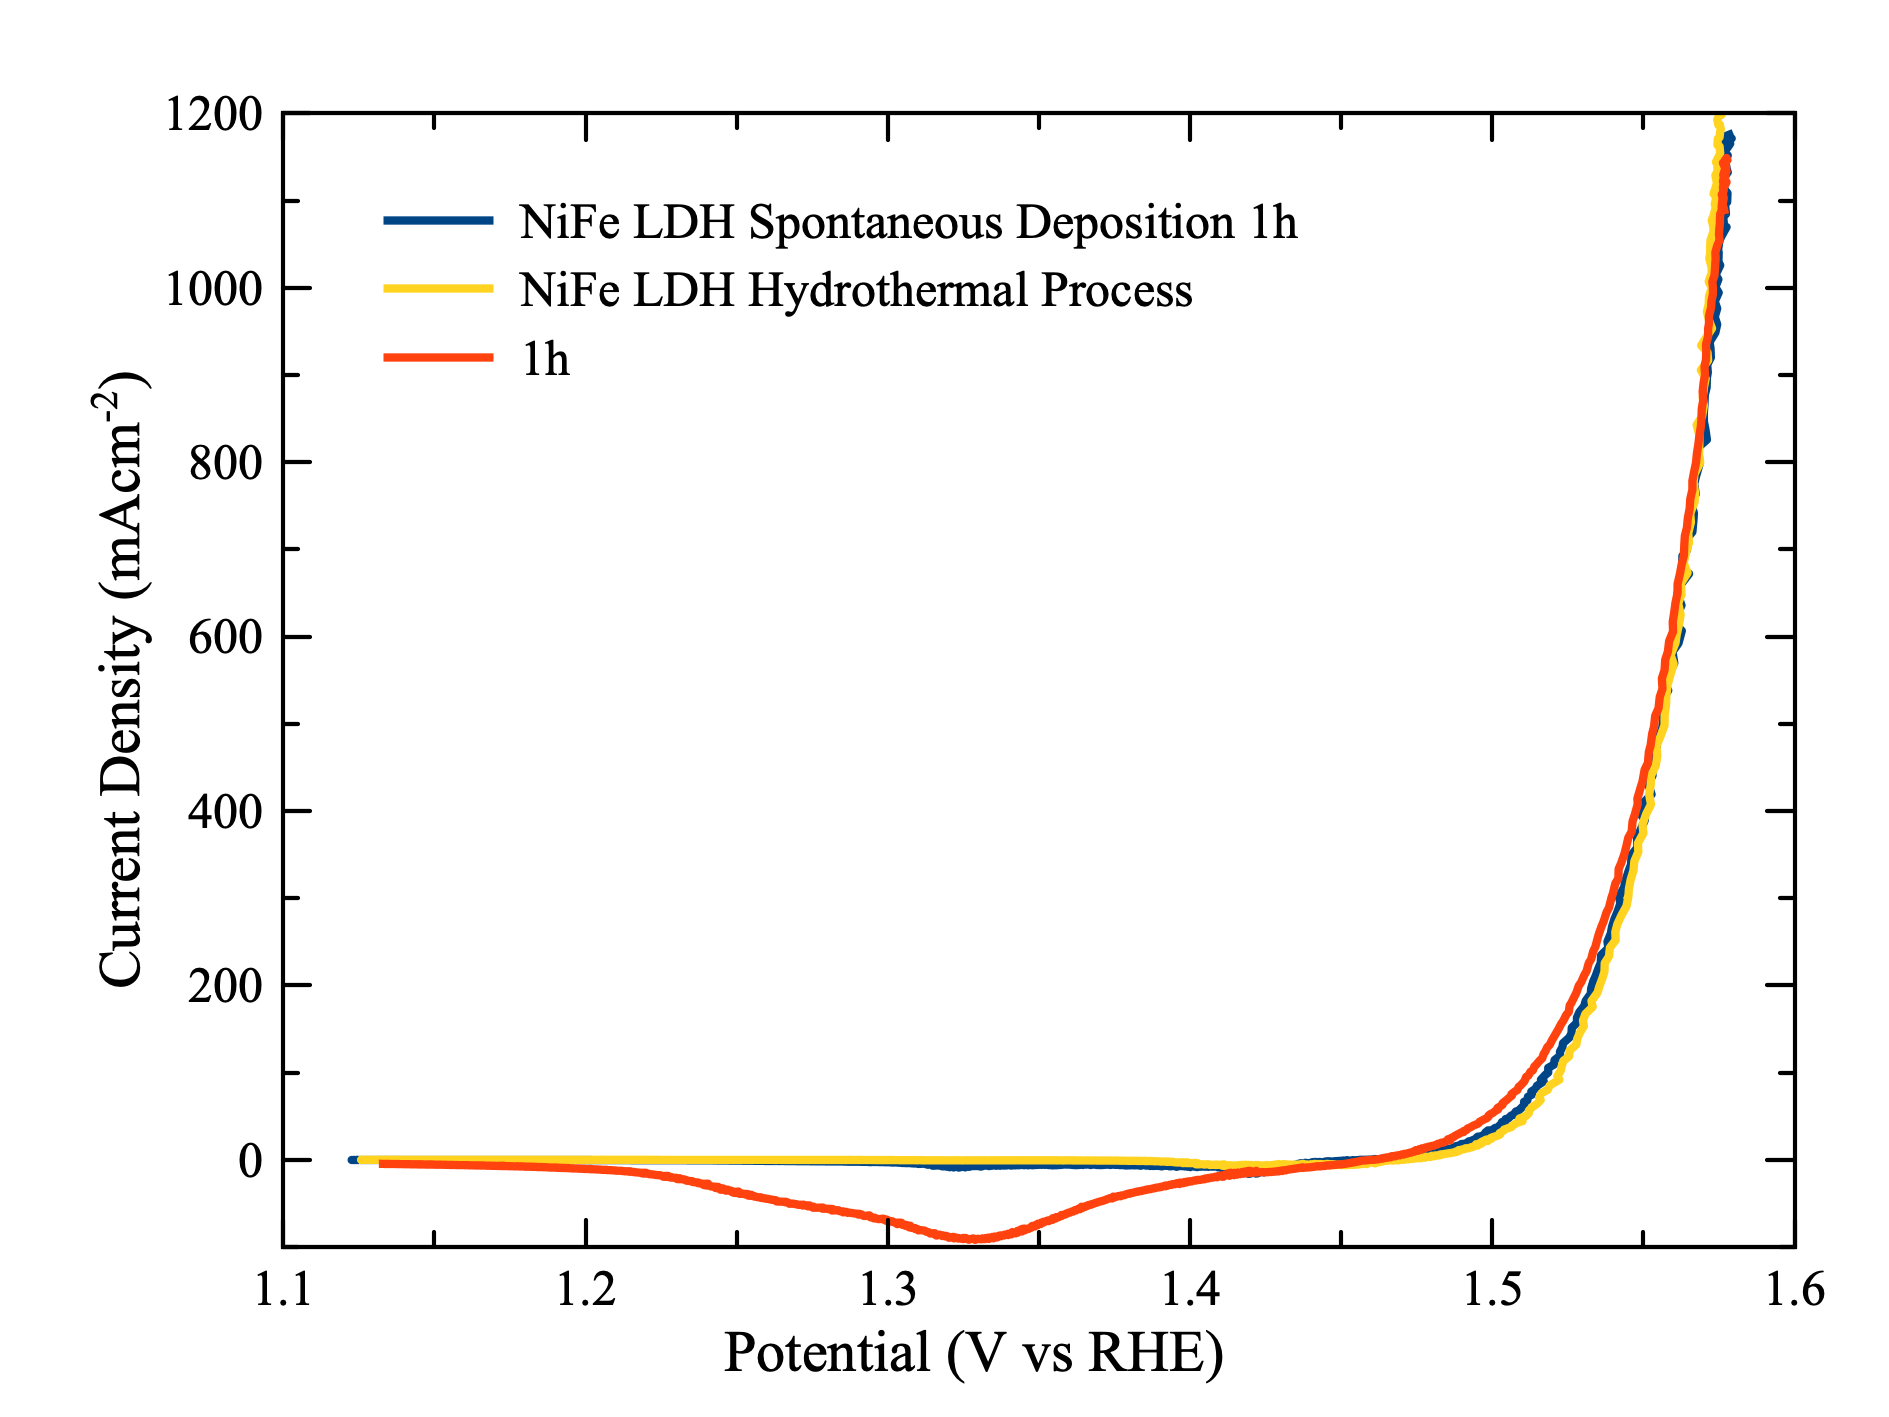 1200
1000
800
600
400
200
0
Current Density (mAcm⁻²)
NiFe LDH Spontaneous Deposition 1h
NiFe LDH Hydrothermal Process
1h
1.1 1.2 1.3 1.4 1.5 1.6
Potential (V vs RHE)